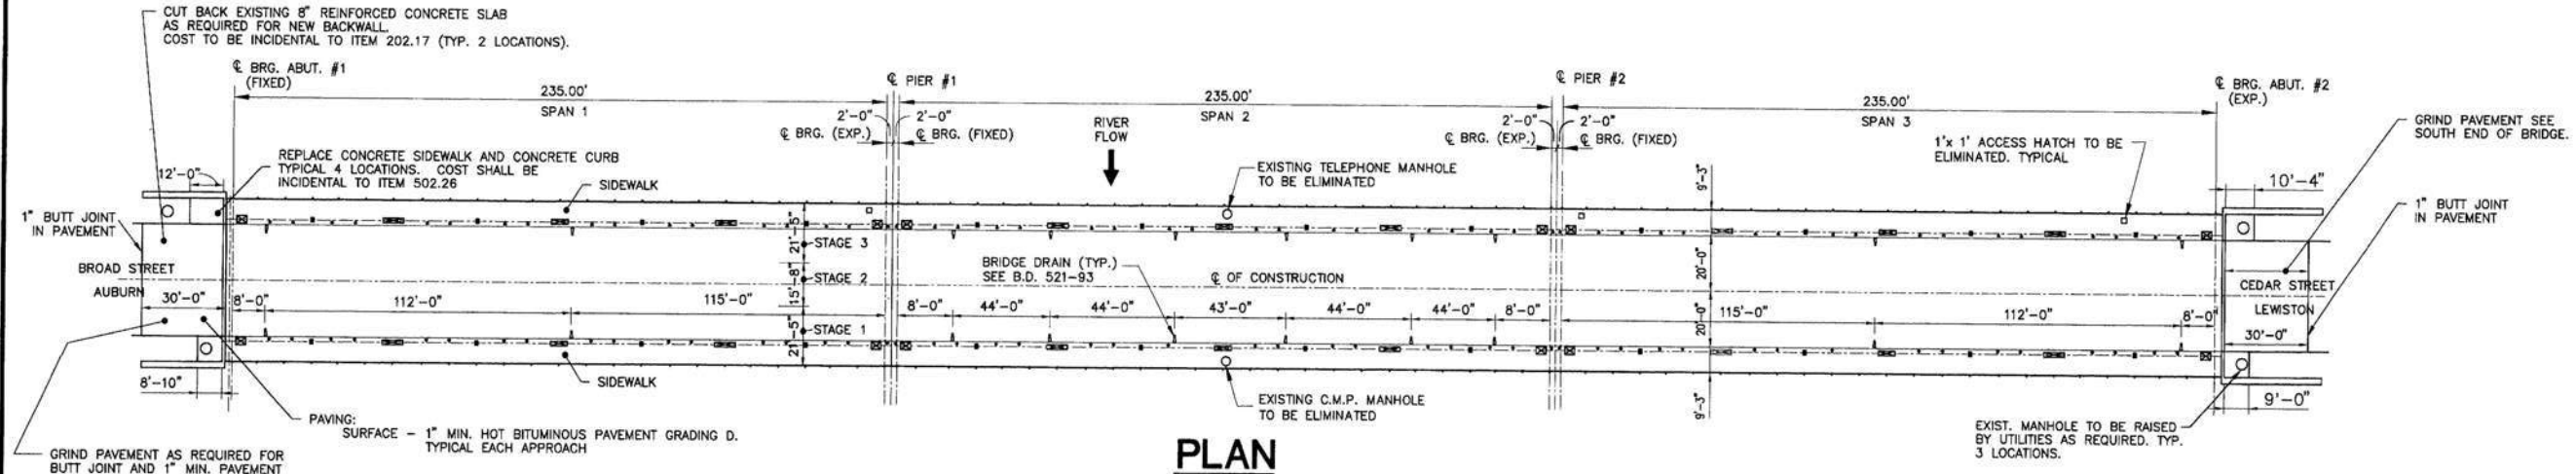 CUT BACK EXISTING 8" REINFORCED CONCRETE SLAB
AS REQUIRED FOR NEW BACKWALL.
COST TO BE INCIDENTAL TO ITEM 202.17 (TYP. 2 LOCATIONS).
℄ BRG. ABUT. #1
(FIXED)
235.00'
SPAN 1
℄ PIER #1
2'-0"
2'-0"
℄ BRG. (EXP.)
℄ BRG. (FIXED)
235.00'
SPAN 2
RIVER
FLOW
℄ PIER #2
2'-0"
2'-0"
℄ BRG. (EXP.)
℄ BRG. (FIXED)
235.00'
SPAN 3
℄ BRG. ABUT. #2
(EXP.)
GRIND PAVEMENT SEE
SOUTH END OF BRIDGE.
1'x 1' ACCESS HATCH TO BE
ELIMINATED. TYPICAL
REPLACE CONCRETE SIDEWALK AND CONCRETE CURB
TYPICAL 4 LOCATIONS. COST SHALL BE
INCIDENTAL TO ITEM 502.26
12'-0"
SIDEWALK
EXISTING TELEPHONE MANHOLE
TO BE ELIMINATED
9'-3"
10'-4"
1" BUTT JOINT
IN PAVEMENT
1" BUTT JOINT
IN PAVEMENT
21'-5"
STAGE 3
15'-8"
STAGE 2
21'-5"
STAGE 1
BRIDGE DRAIN (TYP.)
SEE B.D. 521-93
℄ OF CONSTRUCTION
20'-0"
20'-0"
BROAD STREET
AUBURN
CEDAR STREET
LEWISTON
30'-0"
8'-0"
112'-0"
115'-0"
8'-0"
44'-0"
44'-0"
43'-0"
44'-0"
44'-0"
8'-0"
115'-0"
112'-0"
8'-0"
30'-0"
SIDEWALK
8'-10"
EXISTING C.M.P. MANHOLE
TO BE ELIMINATED
9'-3"
9'-0"
PAVING:
SURFACE - 1" MIN. HOT BITUMINOUS PAVEMENT GRADING D.
TYPICAL EACH APPROACH
EXIST. MANHOLE TO BE RAISED
BY UTILITIES AS REQUIRED. TYP.
3 LOCATIONS.
GRIND PAVEMENT AS REQUIRED FOR
BUTT JOINT AND 1" MIN. PAVEMENT
PLAN